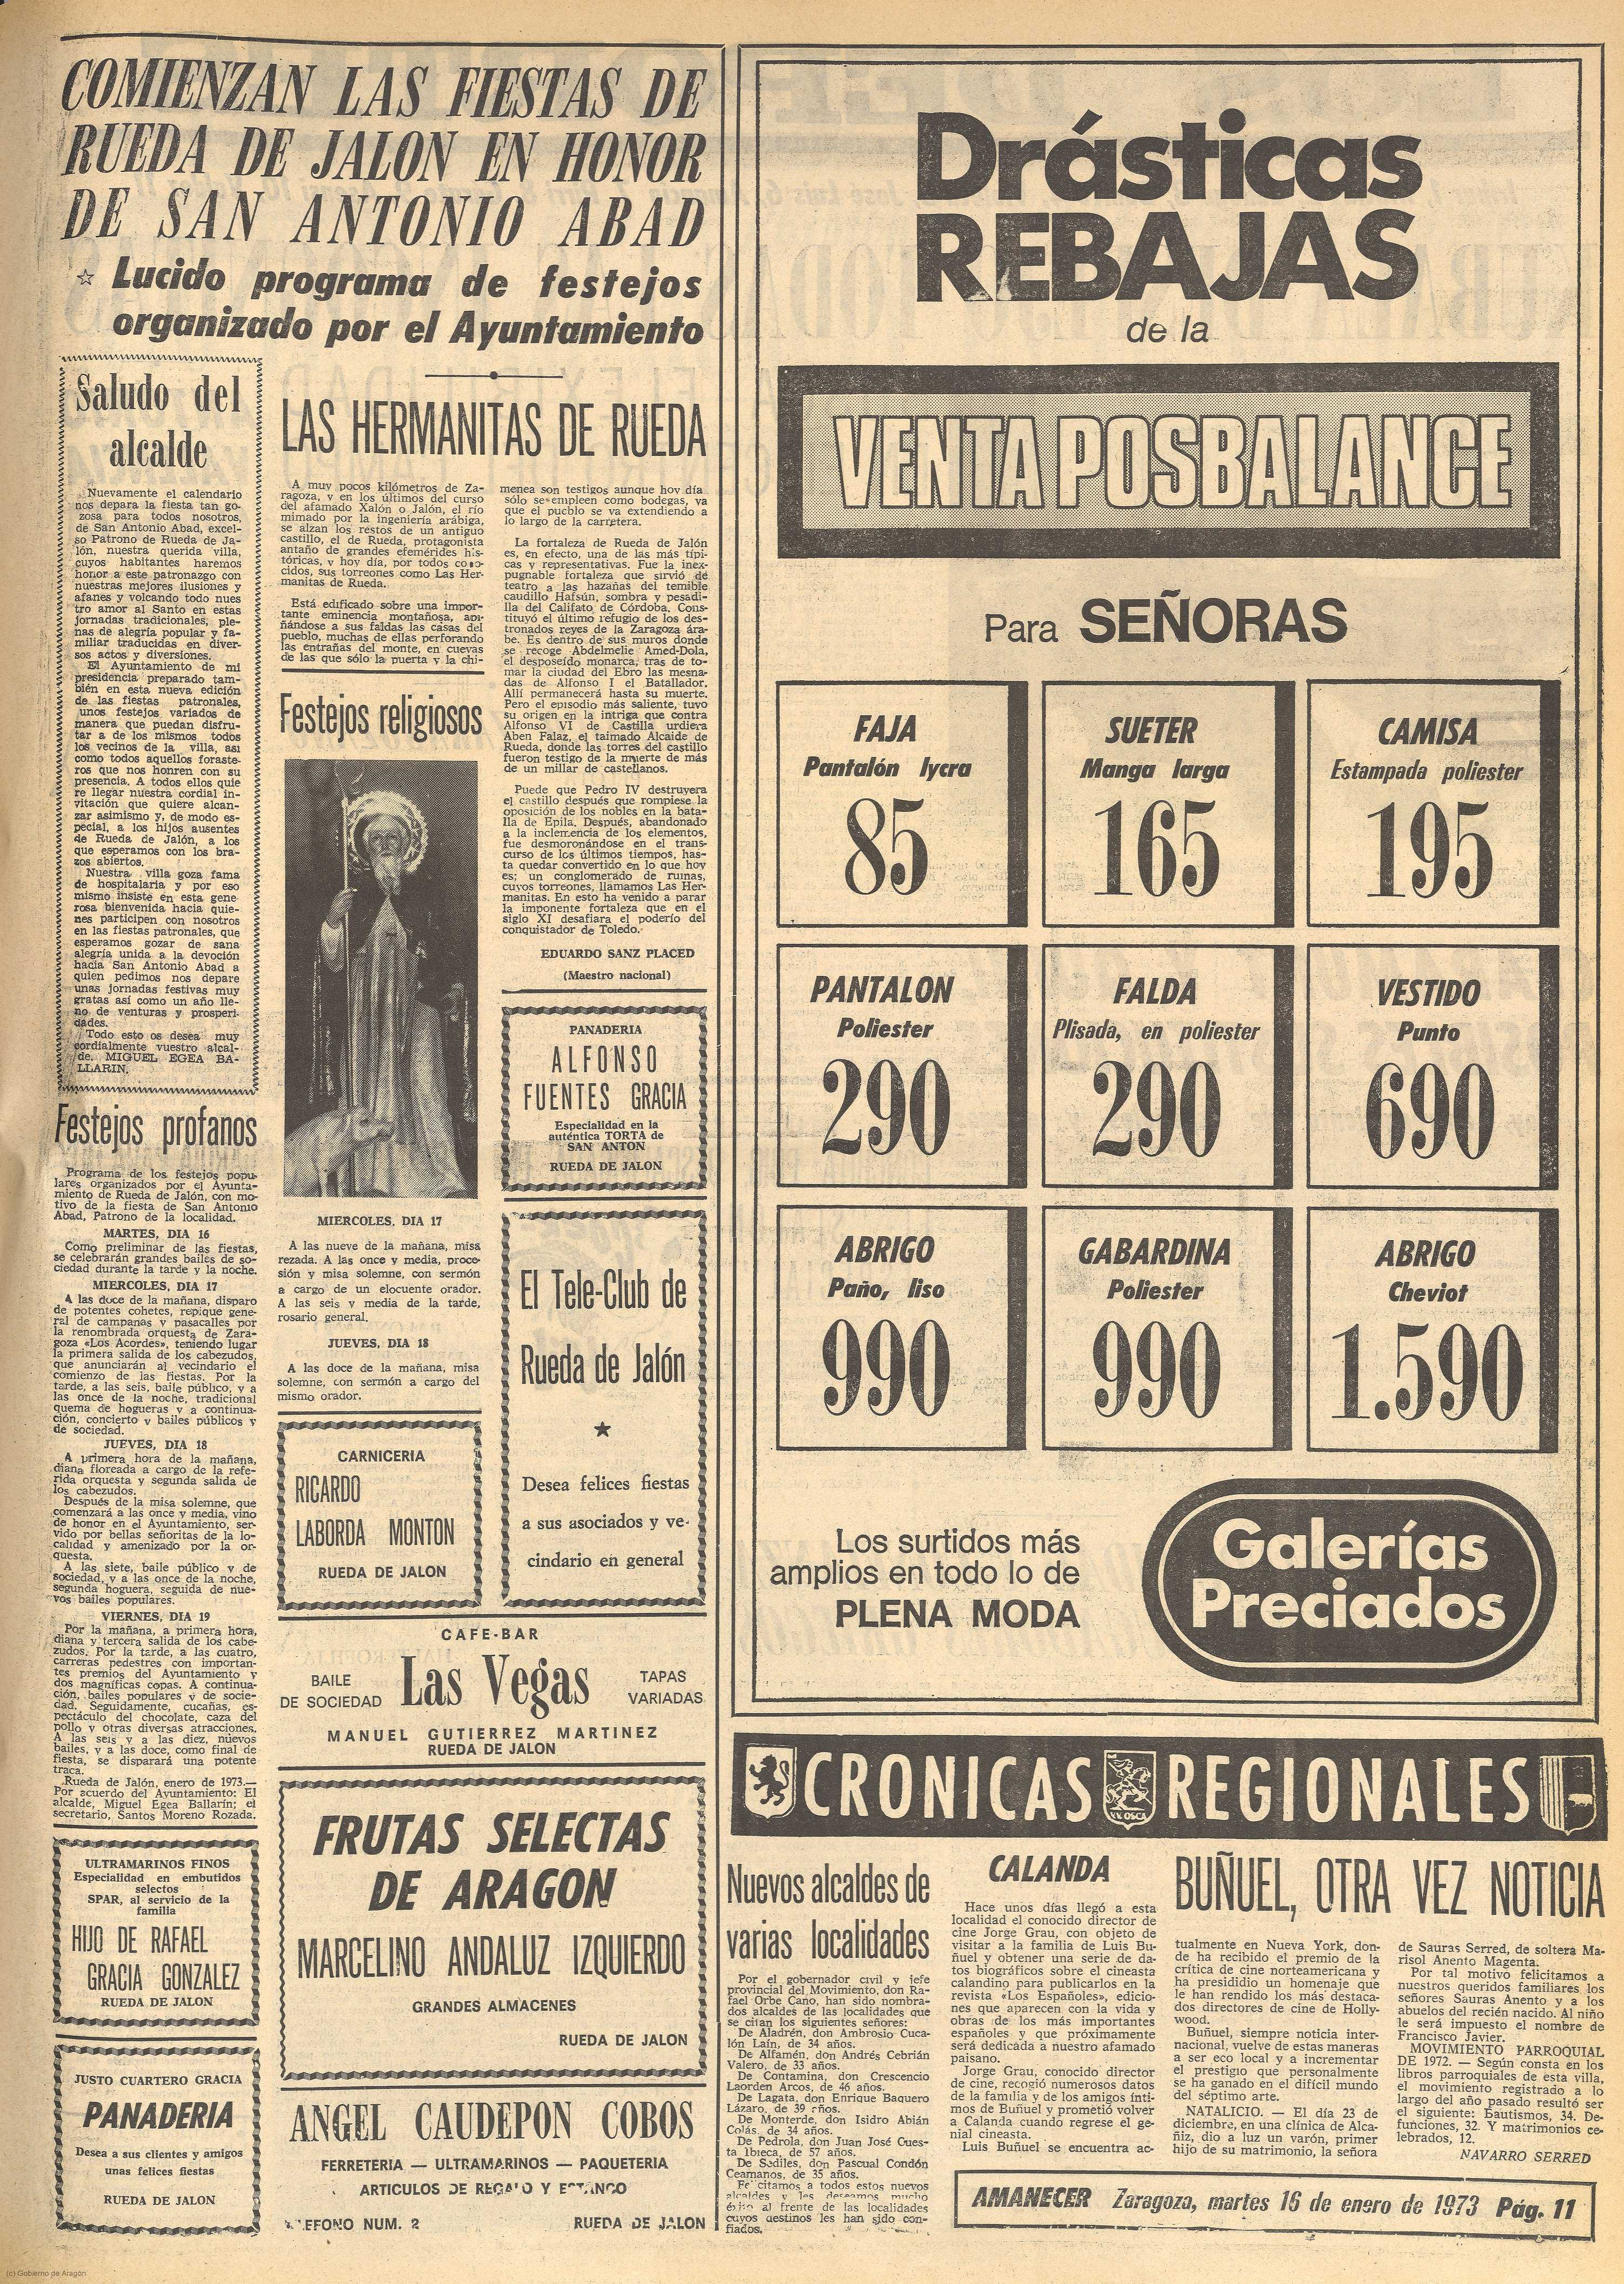 COMIENZAN LAS FIESTAS DE
RUEDA DE JALON EN HONOR
DE SAN ANTONIO ABAD
☆ Lucido programa de festejos
organizado por el Ayuntamiento
Saludo del
alcalde
Nuevamente el calendario
nos depara la fiesta tan go-
zosa para todos nosotros,
de San Antonio Abad, excel-
so Patrono de Rueda de Ja-
lón, nuestra querida villa,
cuyos habitantes haremos
honor a este patronazgo con
nuestras mejores ilusiones y
afanes y volcando todo nues
tro amor al Santo en estas
jornadas tradicionales, ple-
nas de alegría popular y fa-
miliar traducidas en diver-
sos actos y diversiones.
El Ayuntamiento de mi
presidencia preparado tam-
bién en esta nueva edición
de las fiestas patronales,
unos festejos variados de
manera que puedan disfru-
tar a de los mismos todos
los vecinos de la villa, así
como todos aquellos foraste-
ros que nos honren con su
presencia. A todos ellos quie
re llegar nuestra cordial in-
vitación que quiere alcan-
zar asimismo y, de modo es-
pecial, a los hijos ausentes
de Rueda de Jalón, a los
que esperamos con los bra-
zos abiertos.
Nuestra villa goza fama
de hospitalaria y por eso
mismo insiste en esta gene-
rosa bienvenida hacia quie-
nes participen con nosotros
en las fiestas patronales, que
esperamos gozar de sana
alegría unida a la devoción
hacia San Antonio Abad a
quien pedimos nos depare
unas jornadas festivas muy
gratas así como un año lle-
no de venturas y prosperi-
dades.
Todo esto os desea muy
cordialmente vuestro alcal-
de, MIGUEL EGEA BA-
LLARIN.
Festejos profanos
Programa de los festejos popu-
lares organizados por el Ayunta-
miento de Rueda de Jalón, con mo-
tivo de la fiesta de San Antonio
Abad, Patrono de la localidad.
MARTES, DIA 16
Como preliminar de las fiestas,
se celebrarán grandes bailes de so-
ciedad durante la tarde y la noche.
MIERCOLES, DIA 17
A las doce de la mañana, disparo
de potentes cohetes, repique gene-
ral de campanas y pasacalles por
la renombrada orquesta de Zara-
goza «Los Acordes», teniendo lugar
la primera salida de los cabezudos,
que anunciarán al vecindario el
comienzo de las fiestas. Por la
tarde, a las seis, baile público, y a
las once de la noche, tradicional
quema de hogueras y a continua-
ción, concierto y bailes públicos y
de sociedad.
JUEVES, DIA 18
A primera hora de la mañana,
diana floreada a cargo de la refe-
rida orquesta y segunda salida de
los cabezudos.
Después de la misa solemne, que
comenzará a las once y media, vino
de honor en el Ayuntamiento, ser-
vido por bellas señoritas de la lo-
calidad y amenizado por la or-
questa.
A las siete, baile público y de
sociedad, y a las once de la noche,
segunda hoguera, seguida de nue-
vos bailes populares.
VIERNES, DIA 19
Por la mañana, a primera hora,
diana y tercera salida de los cabe-
zudos. Por la tarde, a las cuatro,
carreras pedestres con importan-
tes premios del Ayuntamiento y
dos magníficas copas. A continua-
ción, bailes populares y de socie-
dad. Seguidamente, cucañas, es-
pectáculo del chocolate, caza del
pollo y otras diversas atracciones.
A las seis y a las diez, nuevos
bailes, y a las doce, como final de
fiesta, se disparará una potente
traca.
Rueda de Jalón, enero de 1973.—
Por acuerdo del Ayuntamiento: El
alcalde, Miguel Egea Ballarín; el
secretario, Santos Moreno Rozada.
ULTRAMARINOS FINOS
Especialidad en embutidos
selectos
SPAR, al servicio de la
familia
HIJO DE RAFAEL
GRACIA GONZALEZ
RUEDA DE JALON
JUSTO CUARTERO GRACIA
PANADERIA
Desea a sus clientes y amigos
unas felices fiestas
RUEDA DE JALON
LAS HERMANITAS DE RUEDA
A muy pocos kilómetros de Za-
ragoza, y en los últimos del curso
del afamado Xalón o Jalón, el río
mimado por la ingeniería arábiga,
se alzan los restos de un antiguo
castillo, el de Rueda, protagonista
antaño de grandes efemérides his-
tóricas, y hoy día, por todos cono-
cidos, sus torreones como Las Her-
manitas de Rueda.
Está edificado sobre una impor-
tante eminencia montañosa, api-
ñándose a sus faldas las casas del
pueblo, muchas de ellas perforando
las entrañas del monte, en cuevas
de las que sólo la puerta y la chi-
menea son testigos aunque hoy día
sólo se empleen como bodegas, va
que el pueblo se va extendiendo a
lo largo de la carretera.
La fortaleza de Rueda de Jalón
es, en efecto, una de las más típi-
cas y representativas. Fue la inex-
pugnable fortaleza que sirvió de
teatro a las hazañas del temible
caudillo Hafsún, sombra y pesadi-
lla del Califato de Córdoba. Cons-
tituyó el último refugio de los des-
tronados reyes de la Zaragoza ára-
be. Es dentro de sus muros donde
se recoge Abdelmelie Amed-Dola,
el desposeído monarca, tras de to-
mar la ciudad del Ebro las mesna-
das de Alfonso I el Batallador.
Allí permanecerá hasta su muerte.
Pero el episodio más saliente, tuvo
su origen en la intriga que contra
Alfonso VI de Castilla urdiera
Aben Falaz, el taimado Alcaide de
Rueda, donde las torres del castillo
fueron testigo de la muerte de más
de un millar de castellanos.
Puede que Pedro IV destruyera
el castillo después que rompiese la
oposición de los nobles en la bata-
lla de Epila. Después, abandonado
a la inclemencia de los elementos,
fue desmoronándose en el trans-
curso de los últimos tiempos, has-
ta quedar convertido en lo que hoy
es; un conglomerado de ruinas,
cuyos torreones, llamamos Las Her-
manitas. En esto ha venido a parar
la imponente fortaleza que en el
siglo XI desafiara el poderío del
conquistador de Toledo.
EDUARDO SANZ PLACED
(Maestro nacional)
Festejos religiosos
MIERCOLES, DIA 17
A las nueve de la mañana, misa
rezada. A las once y media, proce-
sión y misa solemne, con sermón
a cargo de un elocuente orador.
A las seis y media de la tarde,
rosario general.
JUEVES, DIA 18
A las doce de la mañana, misa
solemne, con sermón a cargo del
mismo orador.
PANADERIA
ALFONSO
FUENTES GRACIA
Especialidad en la
auténtica TORTA de
SAN ANTON
RUEDA DE JALON
El Tele-Club de
Rueda de Jalón
★
Desea felices fiestas
a sus asociados y ve-
cindario en general
CARNICERIA
RICARDO
LABORDA MONTON
RUEDA DE JALON
CAFE-BAR
BAILE
DE SOCIEDAD
Las Vegas
TAPAS
VARIADAS
MANUEL GUTIERREZ MARTINEZ
RUEDA DE JALON
FRUTAS SELECTAS
DE ARAGON
MARCELINO ANDALUZ IZQUIERDO
GRANDES ALMACENES
RUEDA DE JALON
ANGEL CAUDEPON COBOS
FERRETERIA — ULTRAMARINOS — PAQUETERIA
ARTICULOS DE REGALO Y ESTANCO
EFONO NUM. 2
RUEDA DE JALON
Drásticas
REBAJAS
de la
VENTA POSBALANCE
Para SEÑORAS
FAJA
Pantalón lycra
85
SUETER
Manga larga
165
CAMISA
Estampada poliester
195
PANTALON
Poliester
290
FALDA
Plisada, en poliester
290
VESTIDO
Punto
690
ABRIGO
Paño, liso
990
GABARDINA
Poliester
990
ABRIGO
Cheviot
1.590
Los surtidos más
amplios en todo lo de
PLENA MODA
Galerías
Preciados
CRONICAS REGIONALES
Nuevos alcaldes de
varias localidades
Por el gobernador civil y jefe
provincial del Movimiento, don Ra-
fael Orbe Cano, han sido nombra-
dos alcaldes de las localidades que
se citan los siguientes señores:
De Aladrén, don Ambrosio Cuca-
lón Laín, de 34 años.
De Alfamén, don Andrés Cebrián
Valero, de 33 años.
De Contamina, don Crescencio
Laorden Arcos, de 46 años.
De Lagata, don Enrique Baquero
Lázaro, de 39 años.
De Monterde, don Isidro Abián
Colás, de 34 años.
De Pedrola, don Juan José Cues-
ta Ibieca, de 57 años.
De Sediles, don Pascual Condón
Ceamanos, de 35 años.
Felicitamos a todos estos nuevos
alcaldes y les deseamos mucho
éxito al frente de las localidades
cuyos destinos les han sido con-
fiados.
CALANDA
BUÑUEL, OTRA VEZ NOTICIA
Hace unos días llegó a esta
localidad el conocido director de
cine Jorge Grau, con objeto de
visitar a la familia de Luis Bu-
ñuel y obtener una serie de da-
tos biográficos sobre el cineasta
calandino para publicarlos en la
revista «Los Españoles», edicio-
nes que aparecen con la vida y
obras de los más importantes
españoles y que próximamente
será dedicada a nuestro afamado
paisano.
Jorge Grau, conocido director
de cine, recogió numerosos datos
de la familia y de los amigos ínti-
mos de Buñuel y prometió volver
a Calanda cuando regrese el ge-
nial cineasta.
Luis Buñuel se encuentra ac-
tualmente en Nueva York, don-
de ha recibido el premio de la
crítica de cine norteamericana y
ha presidido un homenaje que
le han rendido los más destaca-
dos directores de cine de Holly-
wood.
Buñuel, siempre noticia inter-
nacional, vuelve de estas maneras
a ser eco local y a incrementar
el prestigio que personalmente
se ha ganado en el difícil mundo
del séptimo arte.
NATALICIO. — El día 23 de
diciembre, en una clínica de Alca-
ñiz, dio a luz un varón, primer
hijo de su matrimonio, la señora
de Sauras Serred, de soltera Ma-
risol Anento Magenta.
Por tal motivo felicitamos a
nuestros queridos familiares los
señores Sauras Anento y a los
abuelos del recién nacido. Al niño
le será impuesto el nombre de
Francisco Javier.
MOVIMIENTO PARROQUIAL
DE 1972. — Según consta en los
libros parroquiales de esta villa,
el movimiento registrado a lo
largo del año pasado resultó ser
el siguiente: Bautismos, 34. De-
funciones, 32. Y matrimonios ce-
lebrados, 12.
NAVARRO SERRED
AMANECER Zaragoza, martes 16 de enero de 1973 Pág. 11
(c) Gobierno de Aragón